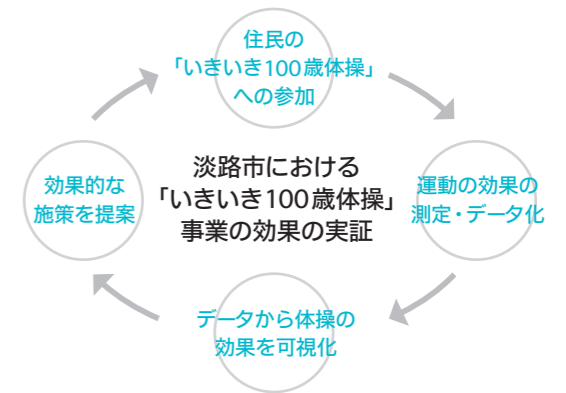 住民の
「いきいき100歳体操」
への参加
淡路市における
「いきいき100歳体操」
事業の効果の実証
運動の効果の
測定・データ化
データから体操の
効果を可視化
効果的な
施策を提案